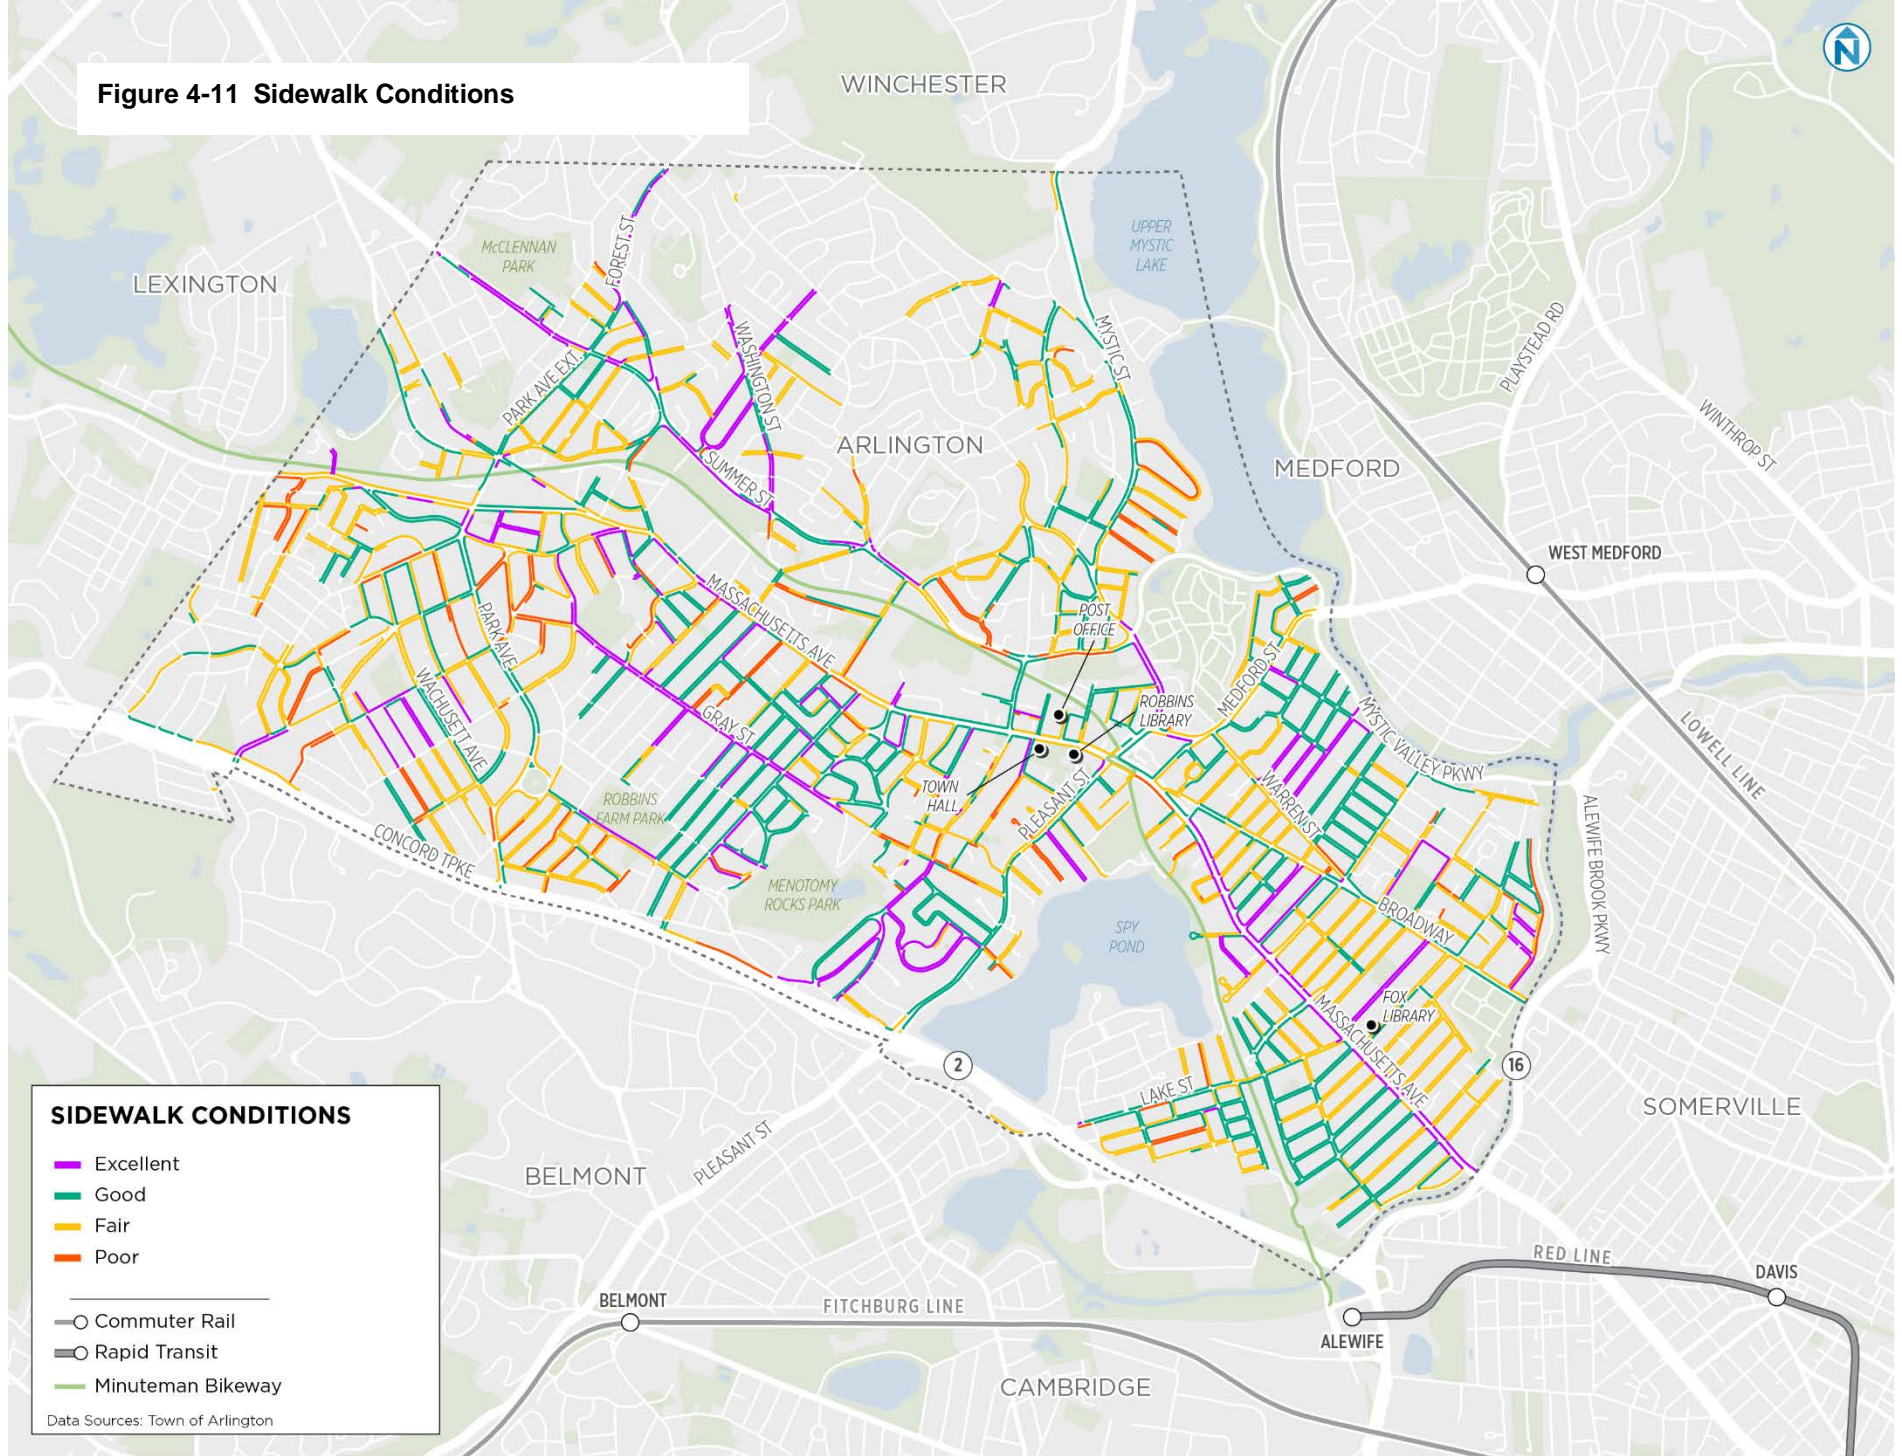 Figure 4-11  Sidewalk Conditions
N
WINCHESTER
LEXINGTON
McCLENNAN
PARK
FOREST ST
UPPER
MYSTIC
LAKE
PLAYSTEAD RD
WINTHROP ST
PARK AVE EXT.
WASHINGTON ST
MYSTIC ST
ARLINGTON
MEDFORD
SUMMER ST
WEST MEDFORD
MASSACHUSETTS AVE
POST
OFFICE
PARK AVE
WACHUSETT AVE
GRAY ST
MEDFORD ST
ROBBINS
LIBRARY
MYSTIC VALLEY PKWY
LOWELL LINE
TOWN
HALL
PLEASANT ST
WARREN ST
ALEWIFE BROOK PKWY
ROBBINS
FARM PARK
CONCORD TPKE
MENOTOMY
ROCKS PARK
SPY
POND
BROADWAY
FOX
LIBRARY
MASSACHUSETTS AVE
2
16
LAKE ST
SOMERVILLE
BELMONT
PLEASANT ST
SIDEWALK CONDITIONS
Excellent
Good
Fair
Poor
Commuter Rail
Rapid Transit
Minuteman Bikeway
Data Sources: Town of Arlington
BELMONT
FITCHBURG LINE
RED LINE
DAVIS
ALEWIFE
CAMBRIDGE